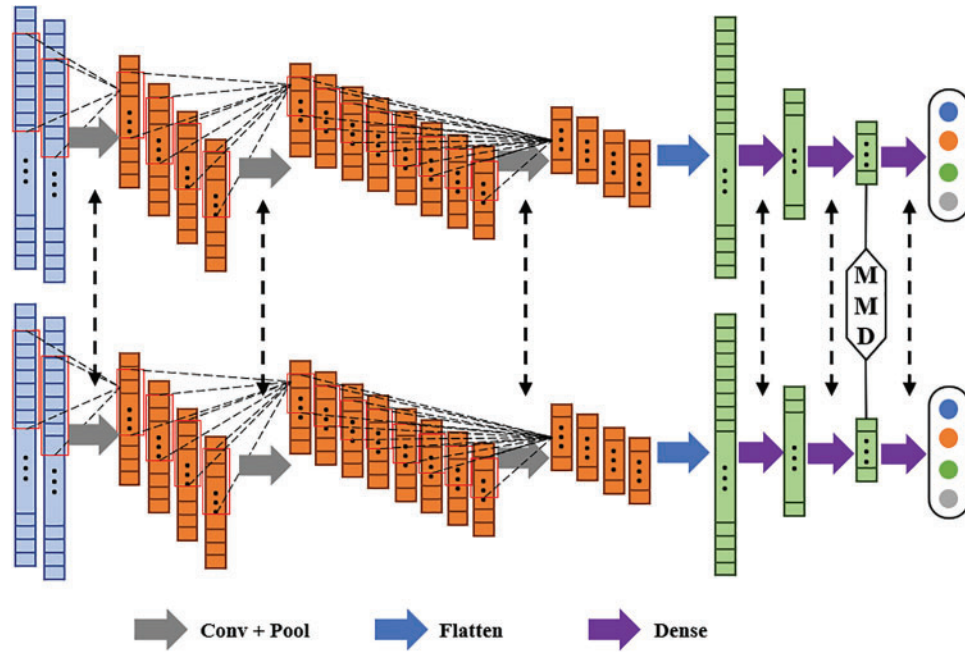 M
M
D
Conv + Pool
Flatten
Dense